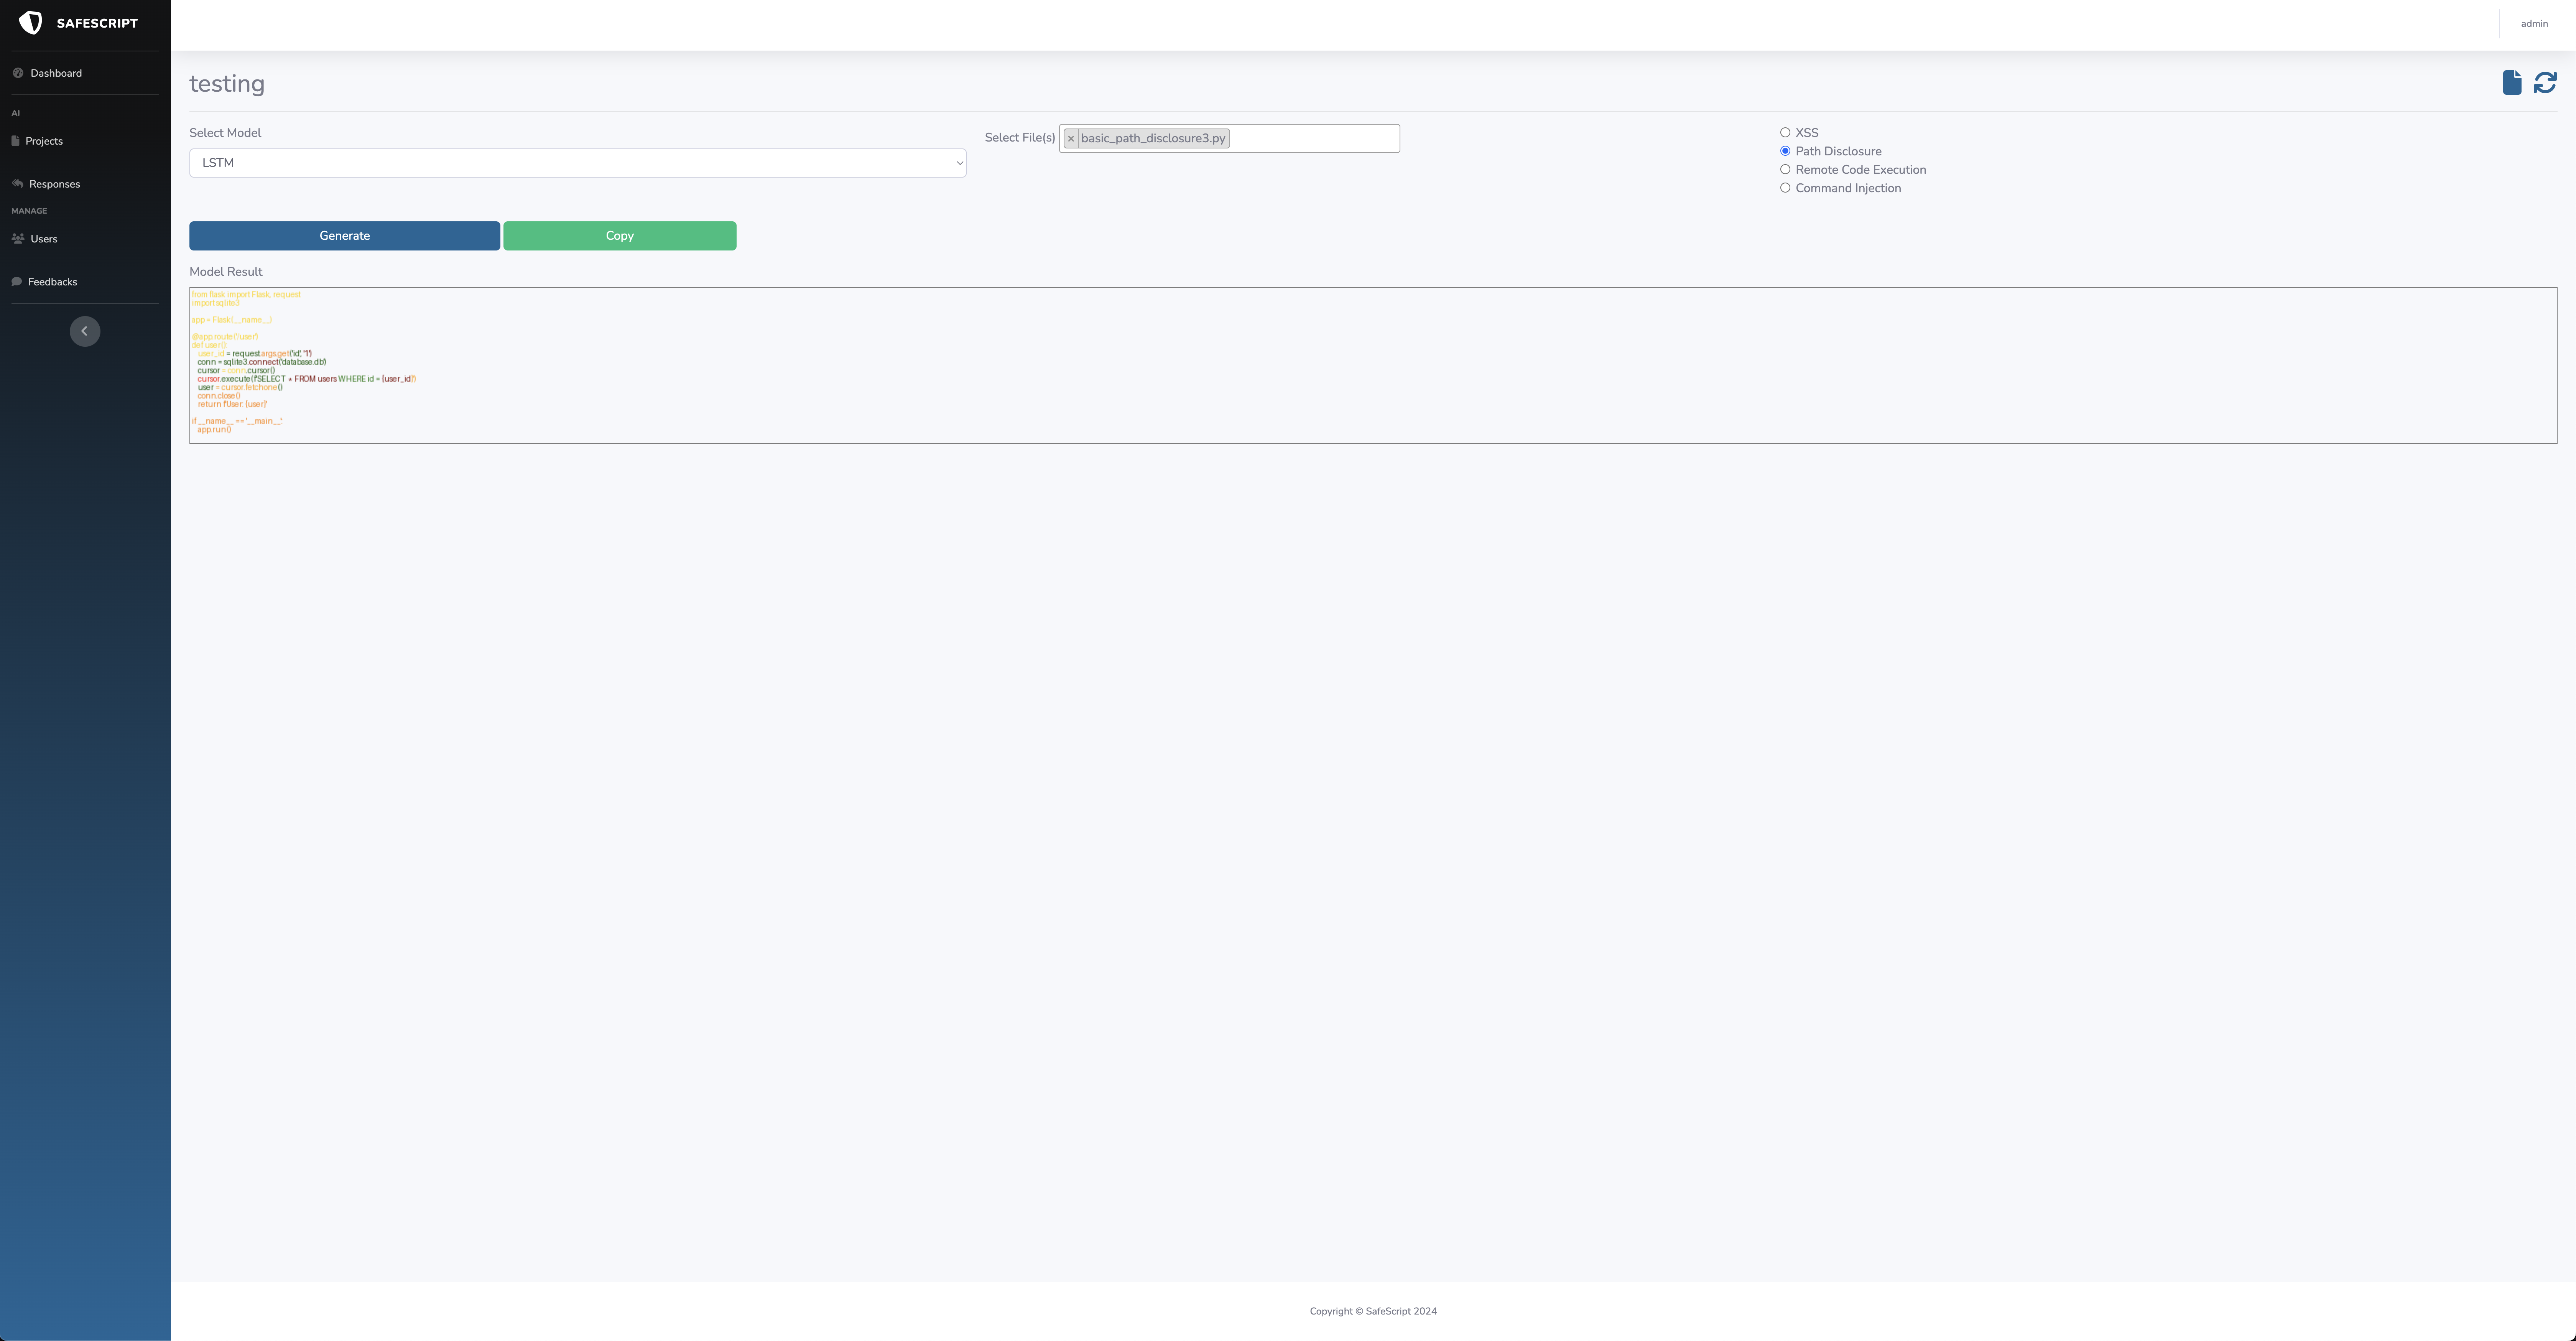 SAFESCRIPT
admin
Dashboard
AI
Projects
Responses
MANAGE
Users
Feedbacks
testing
Select Model
LSTM
Select File(s)
× basic_path_disclosure3.py
XSS
Path Disclosure
Remote Code Execution
Command Injection
Generate
Copy
Model Result
from flask import Flask, request
import sqlite3
app = Flask(__name__)
@app.route('/user')
def user()
user_id = request.args.get('id', '1')
conn = sqlite3.connect('database.db')
cursor = conn.cursor()
cursor.execute(f"SELECT * FROM users WHERE id = {user_id}")
user = cursor.fetchone()
conn.close()
return f"User: {user}"
if __name__ == '__main__':
app.run()
Copyright © SafeScript 2024